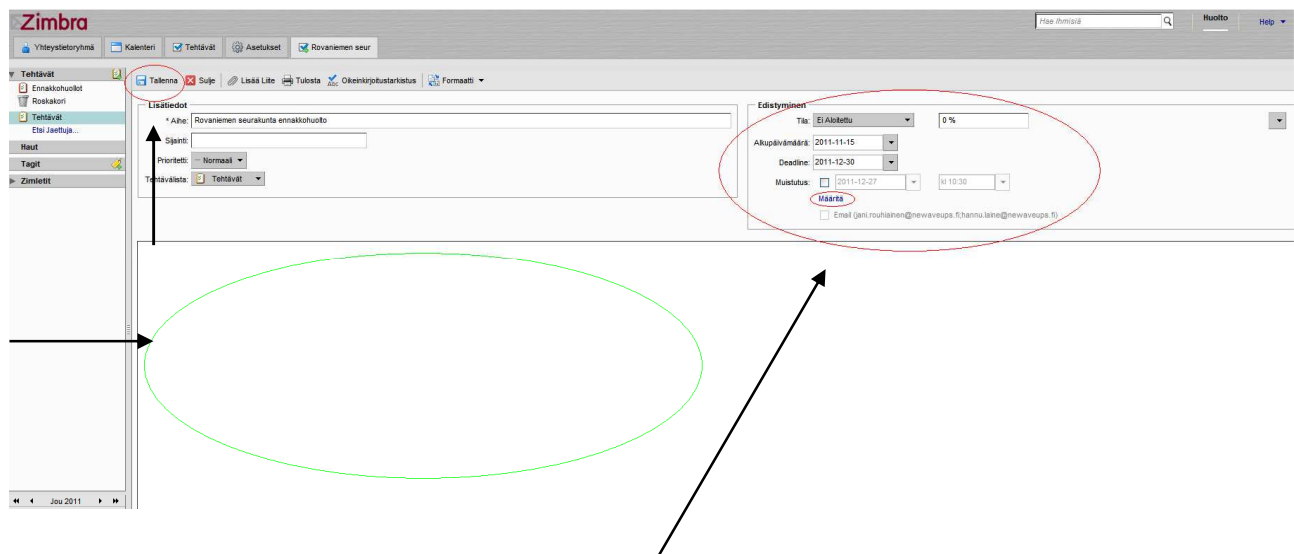 Zimbra
Hae Ihmisiä
Huolto
Help
Yhteystietoryhmä
Kalenteri
Tehtävät
Asetukset
Rovaniemen seur
Tehtävät
Ennakkohuollot
Roskakori
Tehtävät
Etsi Jaettuja...
Haut
Tagit
Zimletit
Tallenna
Sulje
Lisää Liite
Tulosta
Abc
Oikeinkirjoitustarkistus
Formaatti
Lisätiedot
* Aihe: Rovaniemen seurakunta ennakkohuolto
Sijainti:
Prioritetti: Normaali
Tehtävälista: Tehtävät
Edistyminen
Tila: Ei Aloitettu 0 %
Alkupäivämäärä: 2011-11-15
Deadline: 2011-12-30
Muistutus: 2011-12-27 kl 10:30
Määritä
Email (jani.rouhiainen@newaveups.fi;hannu.laine@newaveups.fi)
Jou 2011